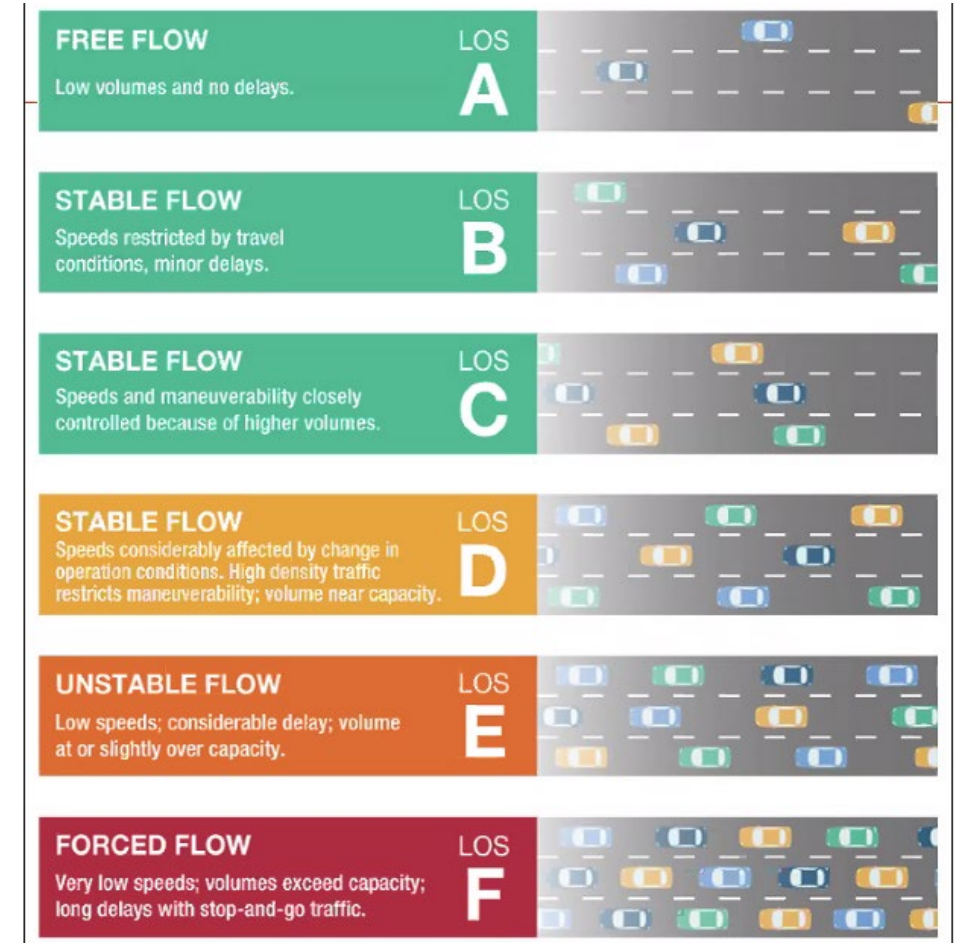 FREE FLOW
LOS
A
Low volumes and no delays.
STABLE FLOW
LOS
B
Speeds restricted by travel
conditions, minor delays.
STABLE FLOW
LOS
C
Speeds and maneuverability closely
controlled because of higher volumes.
STABLE FLOW
LOS
D
Speeds considerably affected by change in
operation conditions. High density traffic
restricts maneuverability; volume near capacity.
UNSTABLE FLOW
LOS
E
Low speeds; considerable delay; volume
at or slightly over capacity.
FORCED FLOW
LOS
F
Very low speeds; volumes exceed capacity;
long delays with stop-and-go traffic.